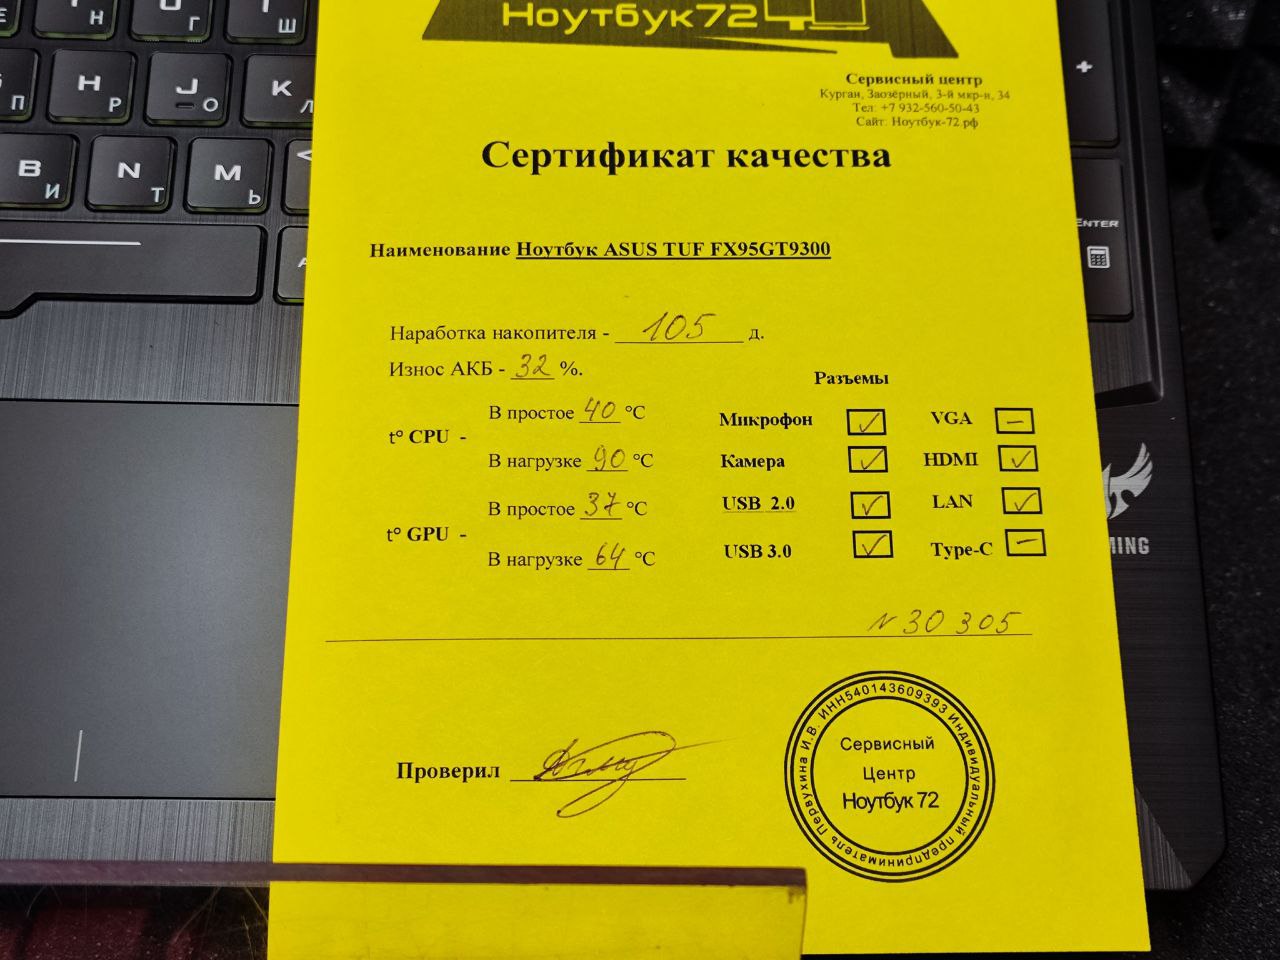 Ноутбук72
Сервисный центр
Курган, Заозёрный, 3-й мкр-н, 34
Тел: +7 932-560-50-43
Сайт: Ноутбук-72.рф
Сертификат качества
Наименование Ноутбук ASUS TUF FX95GT9300
Наработка накопителя - 105 д.
Износ АКБ - 32 %.
Разъемы
t° CPU -
В простое 40 °C
В нагрузке 90 °C
t° GPU -
В простое 37 °C
В нагрузке 64 °C
Микрофон ✓ VGA –
Камера ✓ HDMI ✓
USB 2.0 ✓ LAN ✓
USB 3.0 ✓ Type-C –
N 30 305
Проверил
Индивидуальный предприниматель Первухина И.В. ИНН540143609393
Сервисный
Центр
Ноутбук 72
Н
Г
Ш
П
H Р
J О
K Л
B И
N Т
M Ь
<
+
ENTER